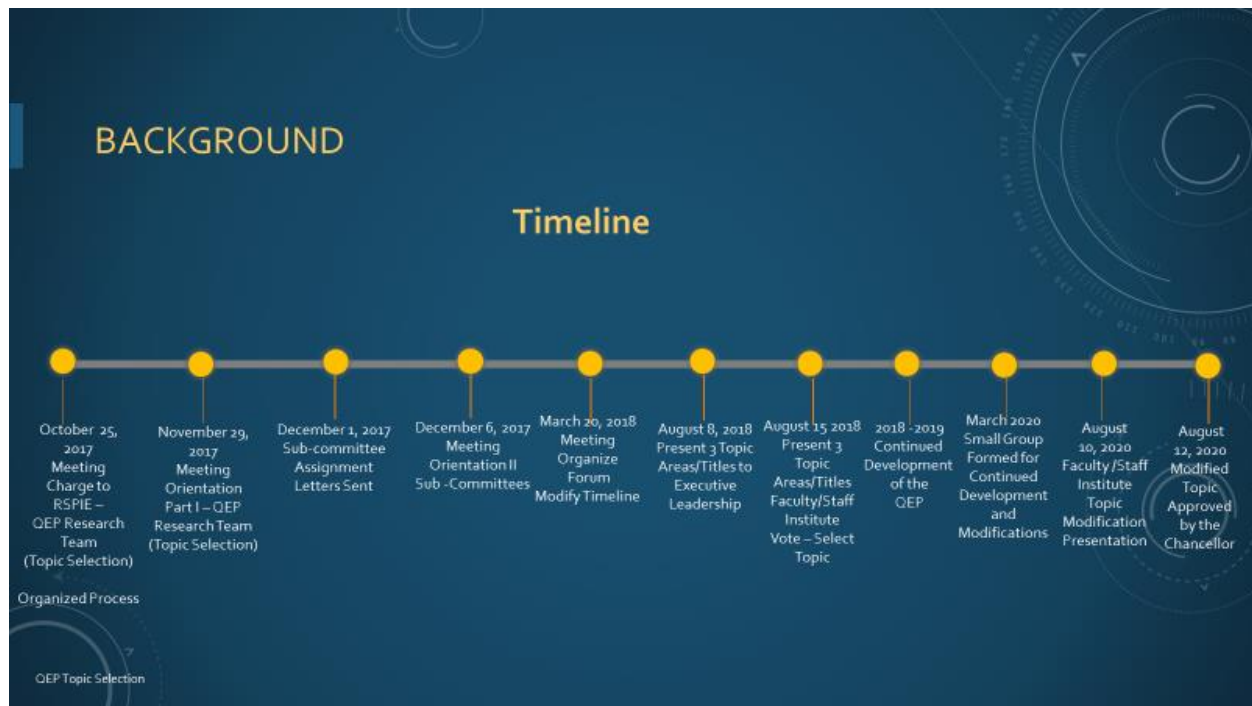 BACKGROUND
Timeline
October 25,
2017
Meeting
Charge to
RSPIE –
QEP Research
Team
(Topic Selection)
Organized Process
November 29,
2017
Meeting
Orientation
Part I – QEP
Research Team
(Topic Selection)
December 1, 2017
Sub-committee
Assignment
Letters Sent
December 6, 2017
Meeting
Orientation II
Sub -Committees
March 20, 2018
Meeting
Organize
Forum
Modify Timeline
August 8, 2018
Present 3 Topic
Areas/Titles to
Executive
Leadership
August 15 2018
Present 3
Topic
Areas/Titles
Faculty/Staff
Institute
Vote – Select
Topic
2018 -2019
Continued
Development
of the
QEP
March 2020
Small Group
Formed for
Continued
Development
and
Modifications
August
10, 2020
Faculty /Staff
Institute
Topic
Modification
Presentation
August
12, 2020
Modified
Topic
Approved
by the
Chancellor
QEP Topic Selection